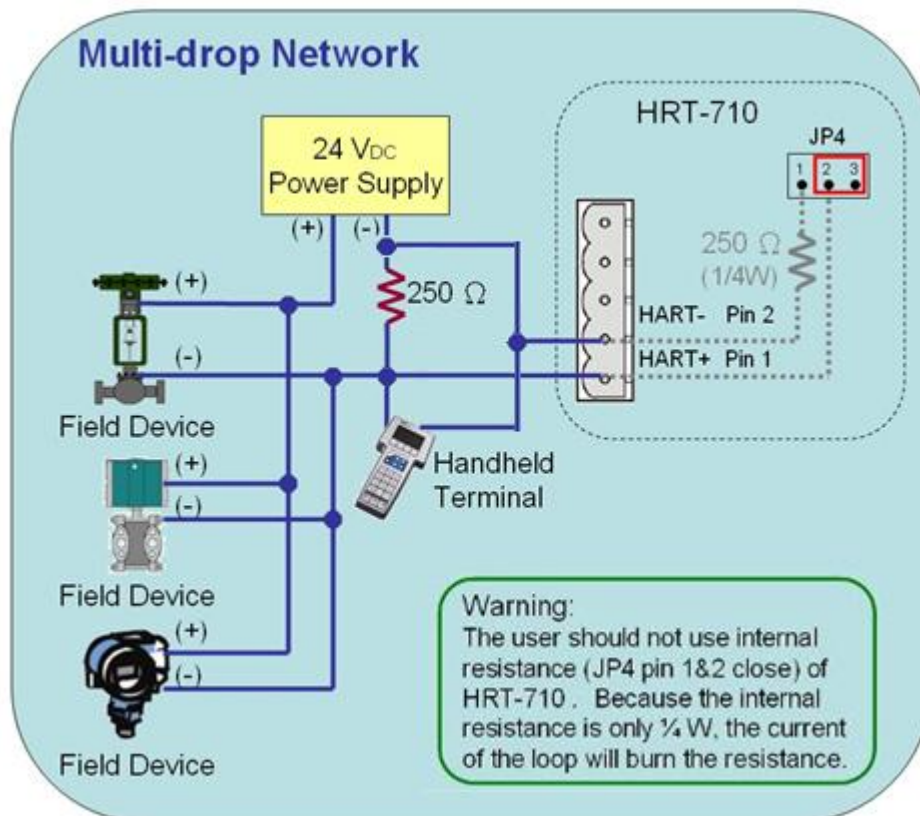 Multi-drop Network
24 VDC
Power Supply
(+)
(-)
250 Ω
HRT-710
JP4
1 2 3
250 Ω
(1/4W)
HART- Pin 2
HART+ Pin 1
(+)
(-)
Field Device
(+)
(-)
Field Device
(+)
(-)
Field Device
Handheld
Terminal
Warning:
The user should not use internal
resistance (JP4 pin 1&2 close) of
HRT-710 . Because the internal
resistance is only ¼ W, the current
of the loop will burn the resistance.